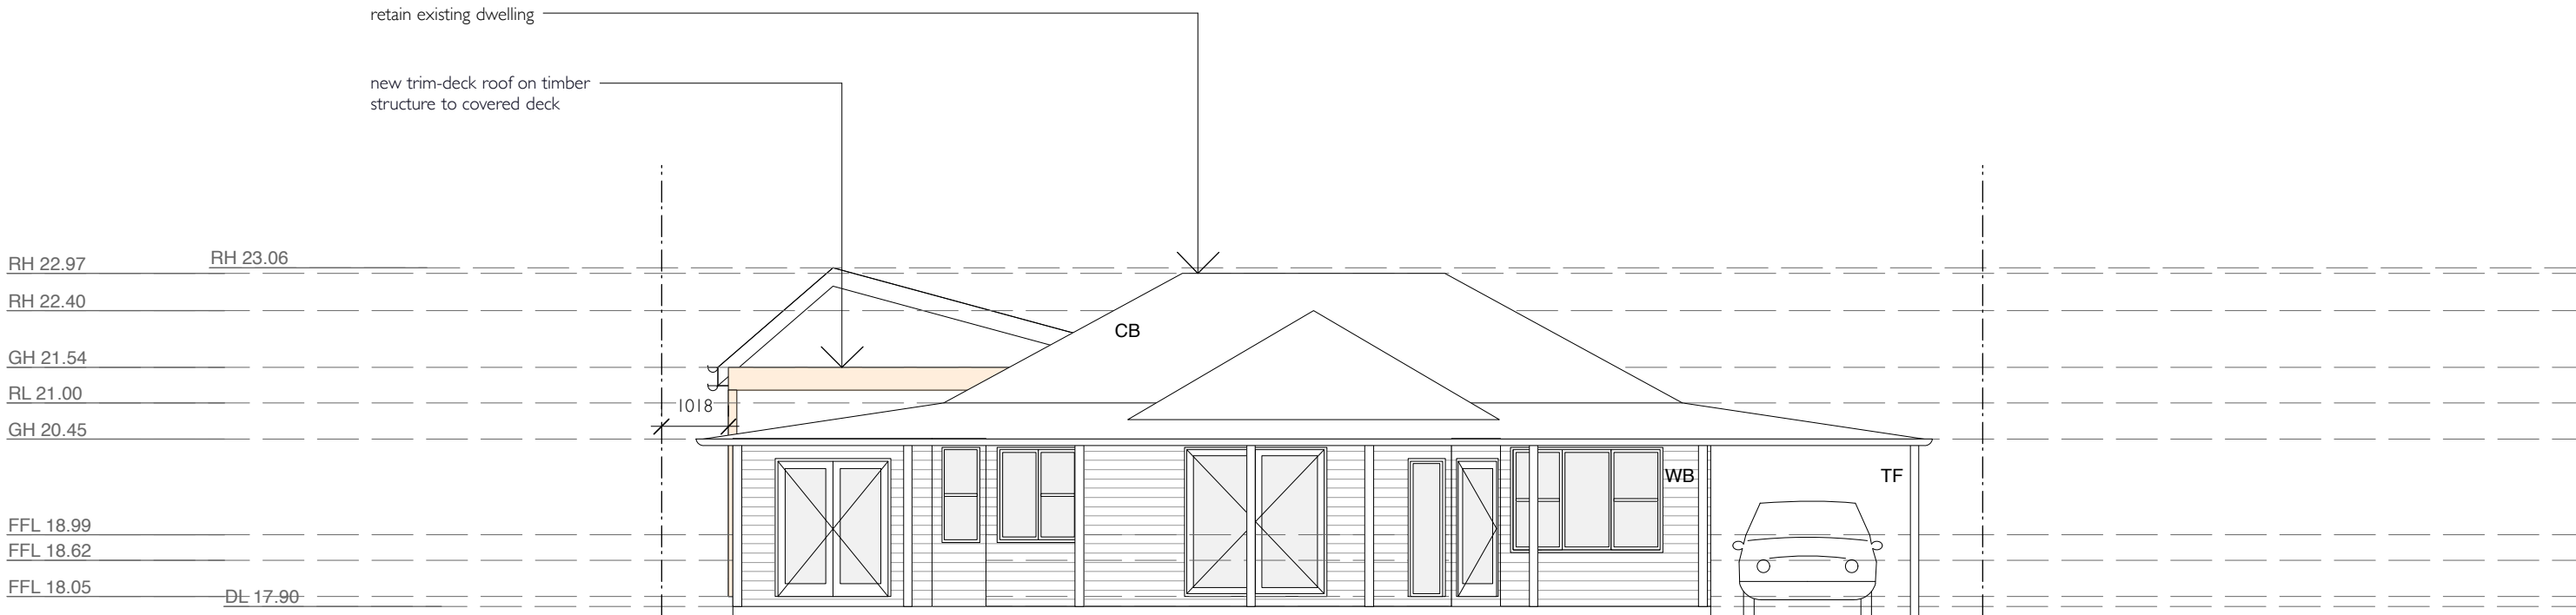 retain existing dwelling
new trim-deck roof on timber
structure to covered deck
RH 22.97
RH 23.06
RH 22.40
CB
GH 21.54
RL 21.00
1018
GH 20.45
WB
TF
FFL 18.99
FFL 18.62
FFL 18.05
DL 17.90